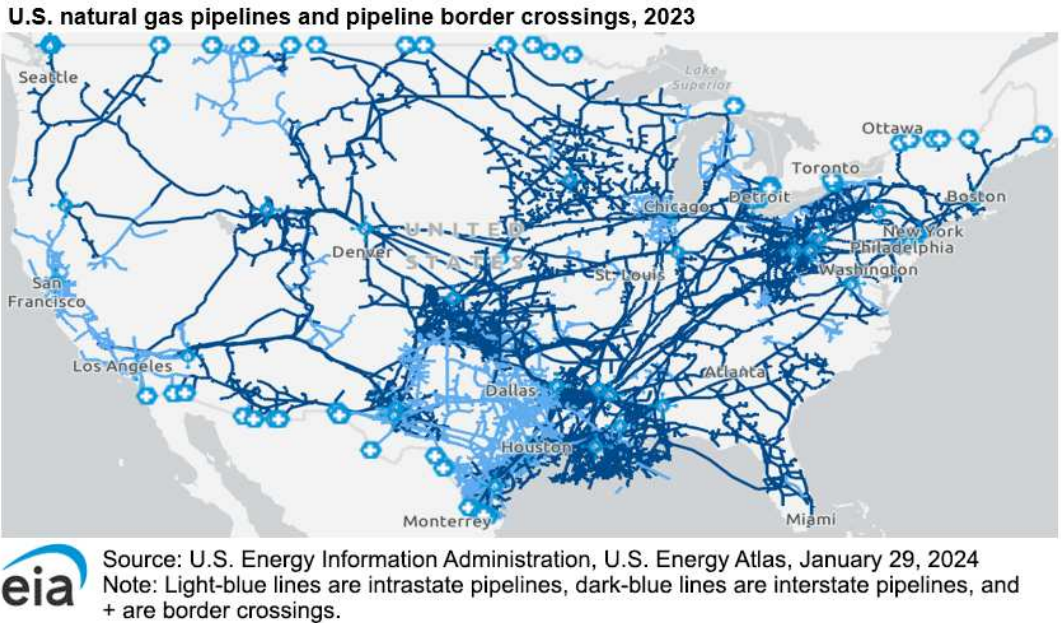 U.S. natural gas pipelines and pipeline border crossings, 2023
Seattle
Lake
Superior
Ottawa
Toronto
Chicago
Detroit
Boston
UNITED
STATES
New York
Philadelphia
Denver
St. Louis
Washington
San
Francisco
Los Angeles
Dallas
Atlanta
Houston
Monterrey
Miami
eia
Source: U.S. Energy Information Administration, U.S. Energy Atlas, January 29, 2024
Note: Light-blue lines are intrastate pipelines, dark-blue lines are interstate pipelines, and
+ are border crossings.